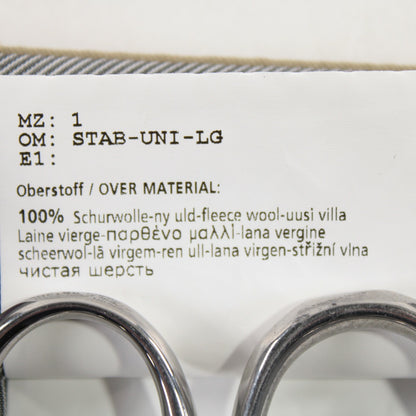 MZ: 1
OM: STAB-UNI-LG
E1:
Oberstoff / OVER MATERIAL:
100% Schurwolle-ny uld-fleece wool-uusi villa
Laine vierge-παρθένο μαλλί-lana vergine
scheerwol-lã virgem-ren ull-lana virgen-střižní vlna
чистая шерсть